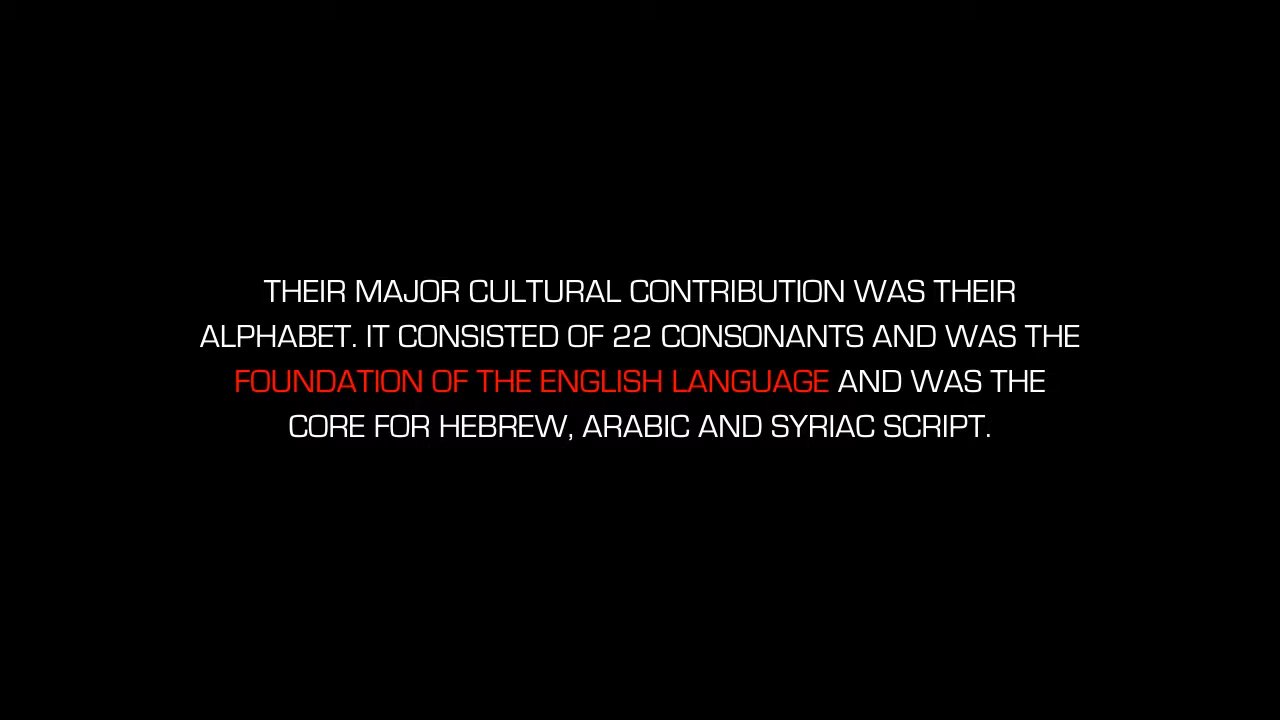 THEIR MAJOR CULTURAL CONTRIBUTION WAS THEIR
ALPHABET. IT CONSISTED OF 22 CONSONANTS AND WAS THE
FOUNDATION OF THE ENGLISH LANGUAGE AND WAS THE
CORE FOR HEBREW, ARABIC AND SYRIAC SCRIPT.